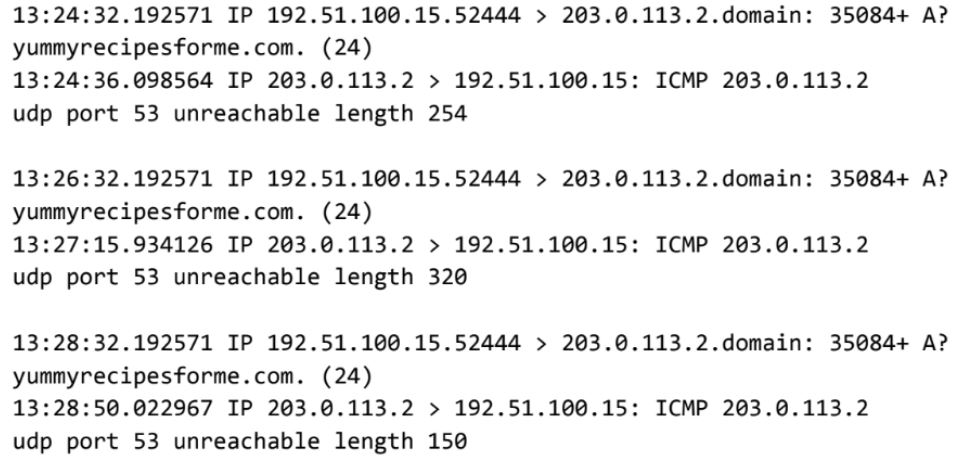 13:24:32.192571 IP 192.51.100.15.52444 > 203.0.113.2.domain: 35084+ A?
yummyrecipesforme.com. (24)
13:24:36.098564 IP 203.0.113.2 > 192.51.100.15: ICMP 203.0.113.2
udp port 53 unreachable length 254
13:26:32.192571 IP 192.51.100.15.52444 > 203.0.113.2.domain: 35084+ A?
yummyrecipesforme.com. (24)
13:27:15.934126 IP 203.0.113.2 > 192.51.100.15: ICMP 203.0.113.2
udp port 53 unreachable length 320
13:28:32.192571 IP 192.51.100.15.52444 > 203.0.113.2.domain: 35084+ A?
yummyrecipesforme.com. (24)
13:28:50.022967 IP 203.0.113.2 > 192.51.100.15: ICMP 203.0.113.2
udp port 53 unreachable length 150